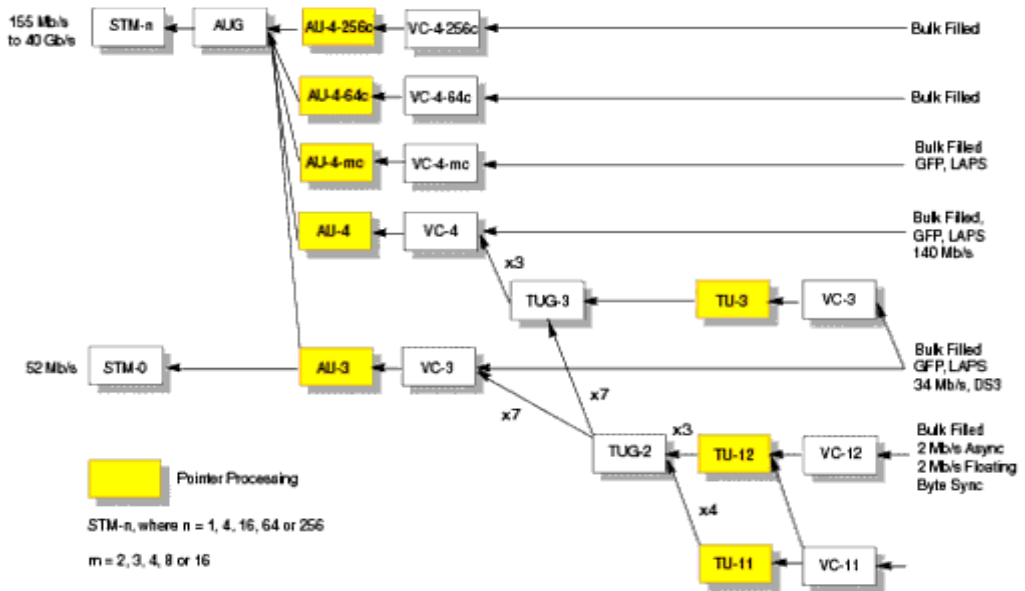 155 Mb/s
to 40 Gb/s
STM-n
AUG
AU-4-256c
VC-4-256c
Bulk Filled
AU-4-64c
VC-4-64c
Bulk Filled
AU-4-mc
VC-4-mc
Bulk Filled
GFP, LAPS
AU-4
VC-4
Bulk Filled,
GFP, LAPS
140 Mb/s
x3
TUG-3
TU-3
VC-3
52 Mb/s
STM-0
AU-3
VC-3
Bulk Filled
GFP, LAPS
34 Mb/s, DS3
x7
x7
TUG-2
x3
TU-12
VC-12
Bulk Filled
2 Mb/s Async
2 Mb/s Floating
Byte Sync
Pointer Processing
x4
STM-n, where n = 1, 4, 16, 64 or 256
m = 2, 3, 4, 8 or 16
TU-11
VC-11